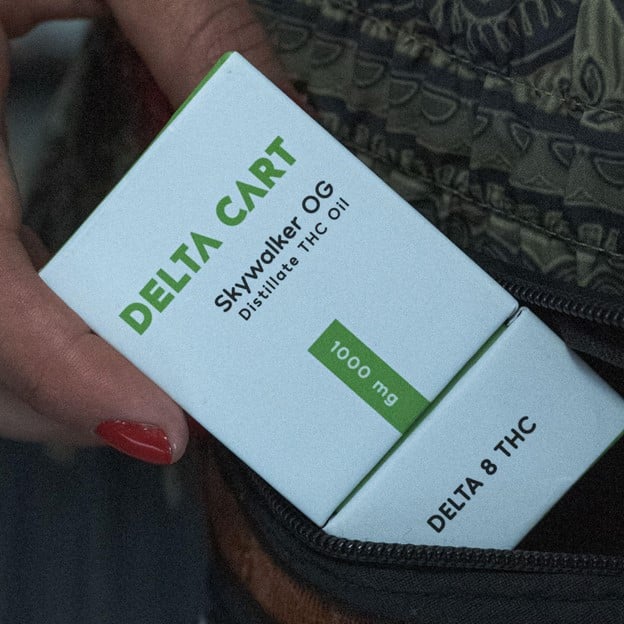 DELTA CART
Skywalker OG
Distillate THC Oil
1000 mg
DELTA 8 THC